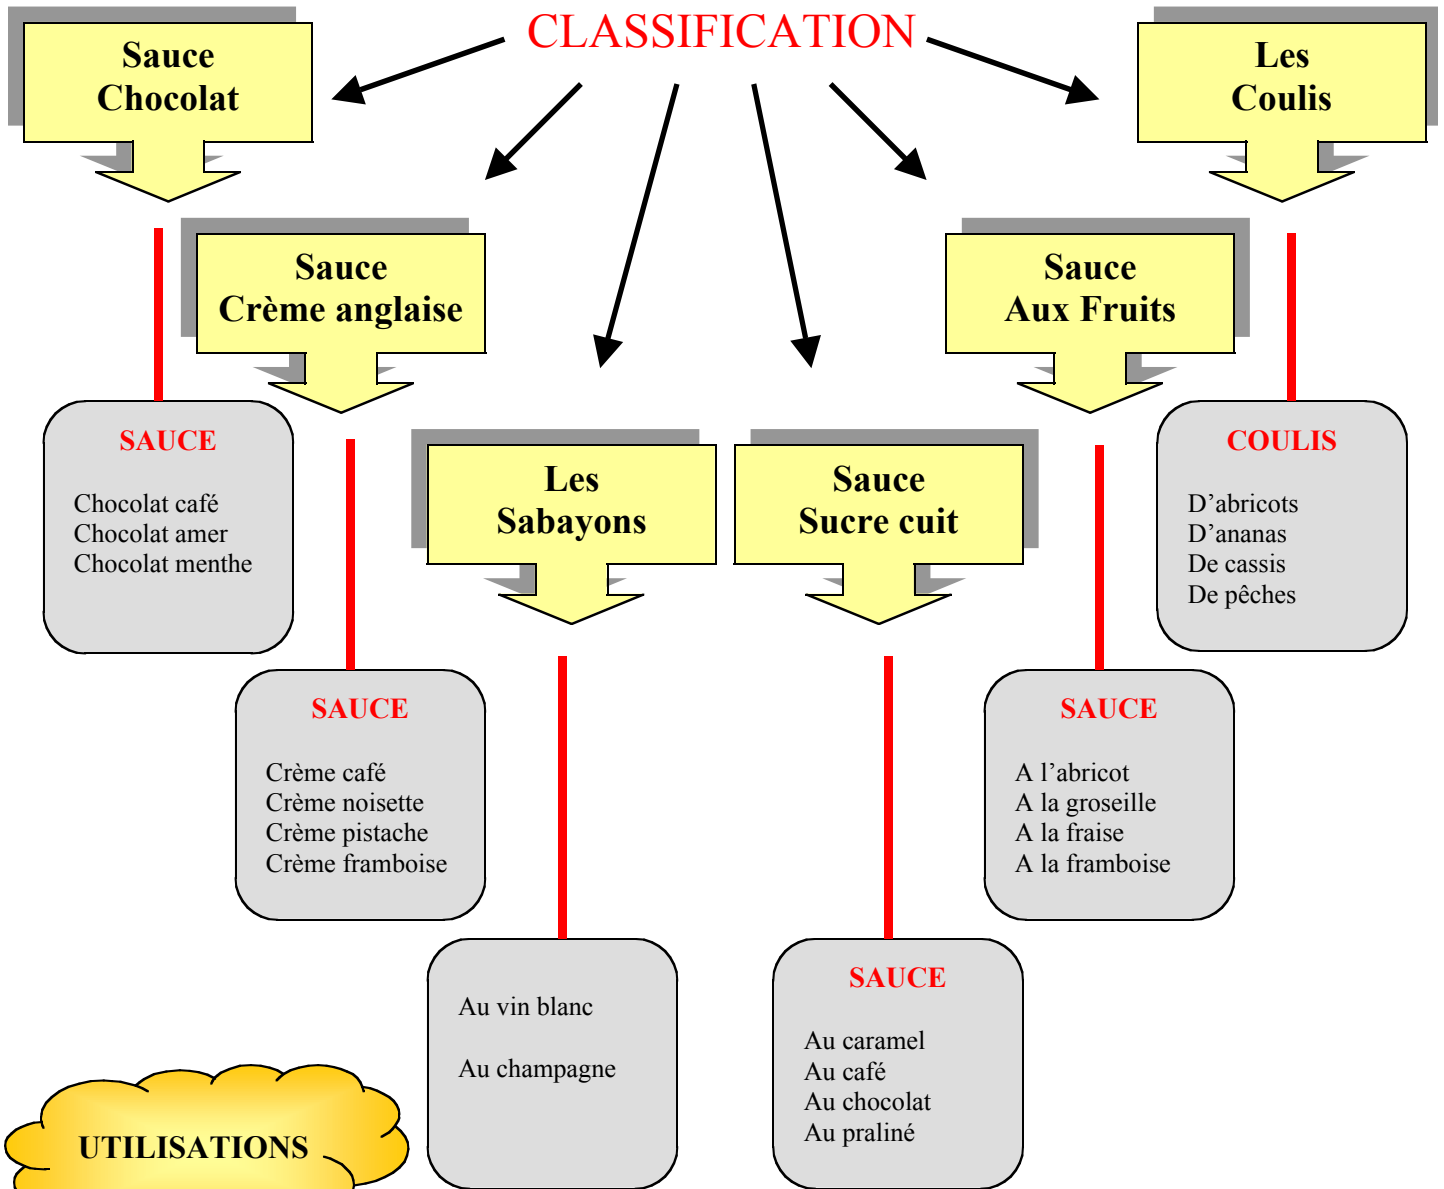 CLASSIFICATION
Sauce
Chocolat
Les
Coulis
Sauce
Crème anglaise
Sauce
Aux Fruits
Les
Sabayons
Sauce
Sucre cuit
SAUCE
Chocolat café
Chocolat amer
Chocolat menthe
COULIS
D’abricots
D’ananas
De cassis
De pêches
SAUCE
Crème café
Crème noisette
Crème pistache
Crème framboise
SAUCE
A l’abricot
A la groseille
A la fraise
A la framboise
Au vin blanc
Au champagne
SAUCE
Au caramel
Au café
Au chocolat
Au praliné
UTILISATIONS